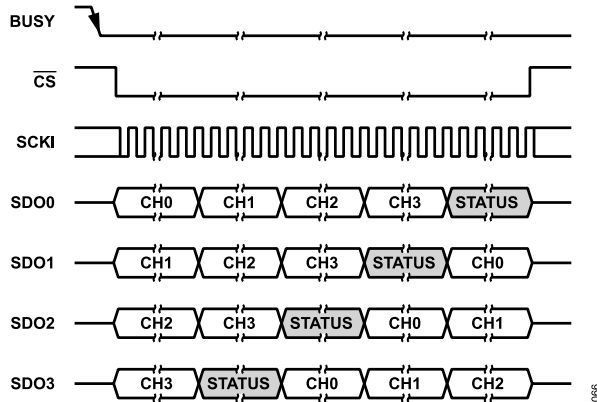 BUSY
CS
SCKI
SDO0 CH0 CH1 CH2 CH3 STATUS
SDO1 CH1 CH2 CH3 STATUS CH0
SDO2 CH2 CH3 STATUS CH0 CH1
SDO3 CH3 STATUS CH0 CH1 CH2
066